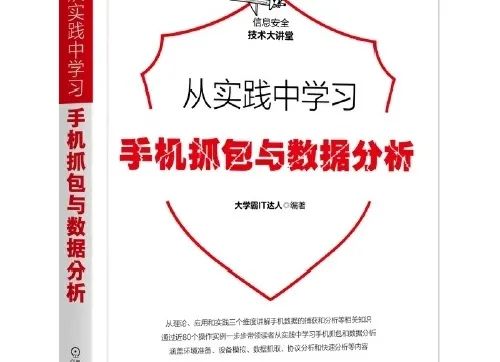 从实践中学习
手机抓包与数据分析
信息安全
技术大讲堂
从实践中学习
手机抓包与数据分析
大学霸IT达人 ◎编著
从理论、应用和实践三个维度讲解手机数据的捕获和分析等相关知识
通过近80个操作实例一步步带领读者从实践中学习手机抓包和数据分析
涵盖环境准备、设备模拟、数据抓取、协议分析和快速分析等内容